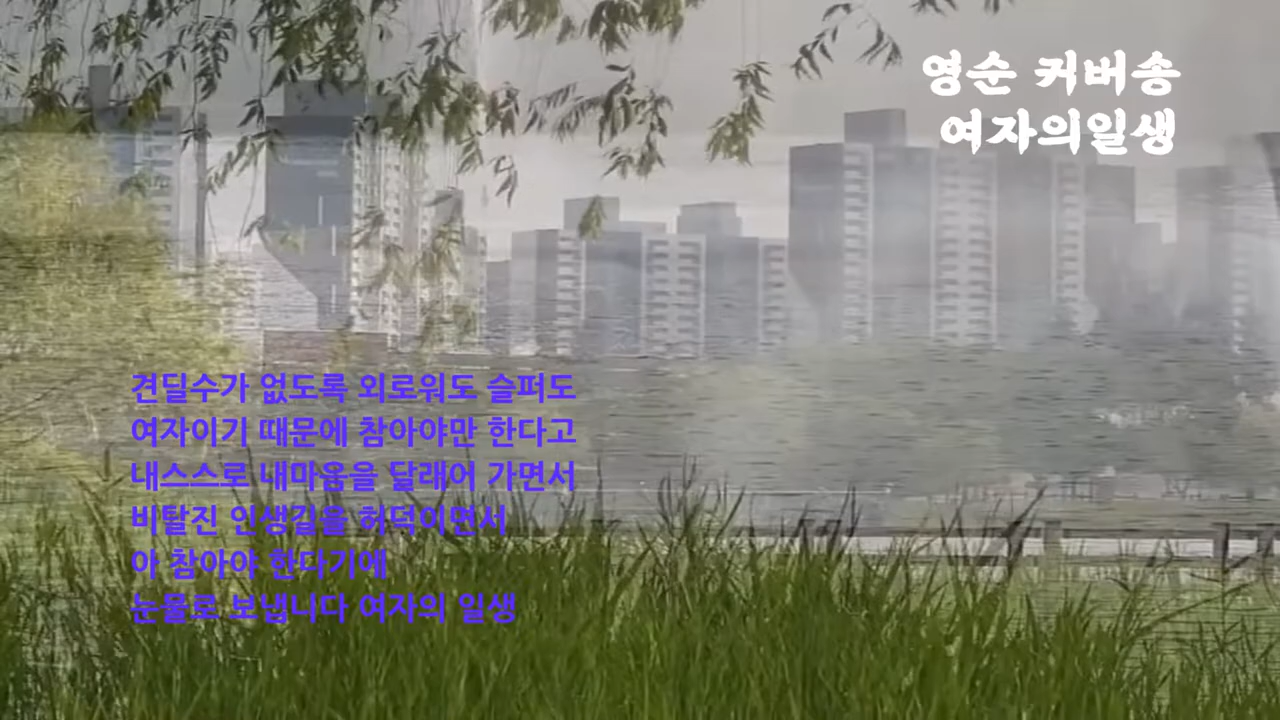 영순 커버송
여자의일생
견딜수가 없도록 외로워도 슬퍼도
여자이기 때문에 참아야만 한다고
내스스로 내마음을 달래어 가면서
비탈진 인생길을 허덕이면서
아 참아야 한다기에
눈물로 보냅니다 여자의 일생